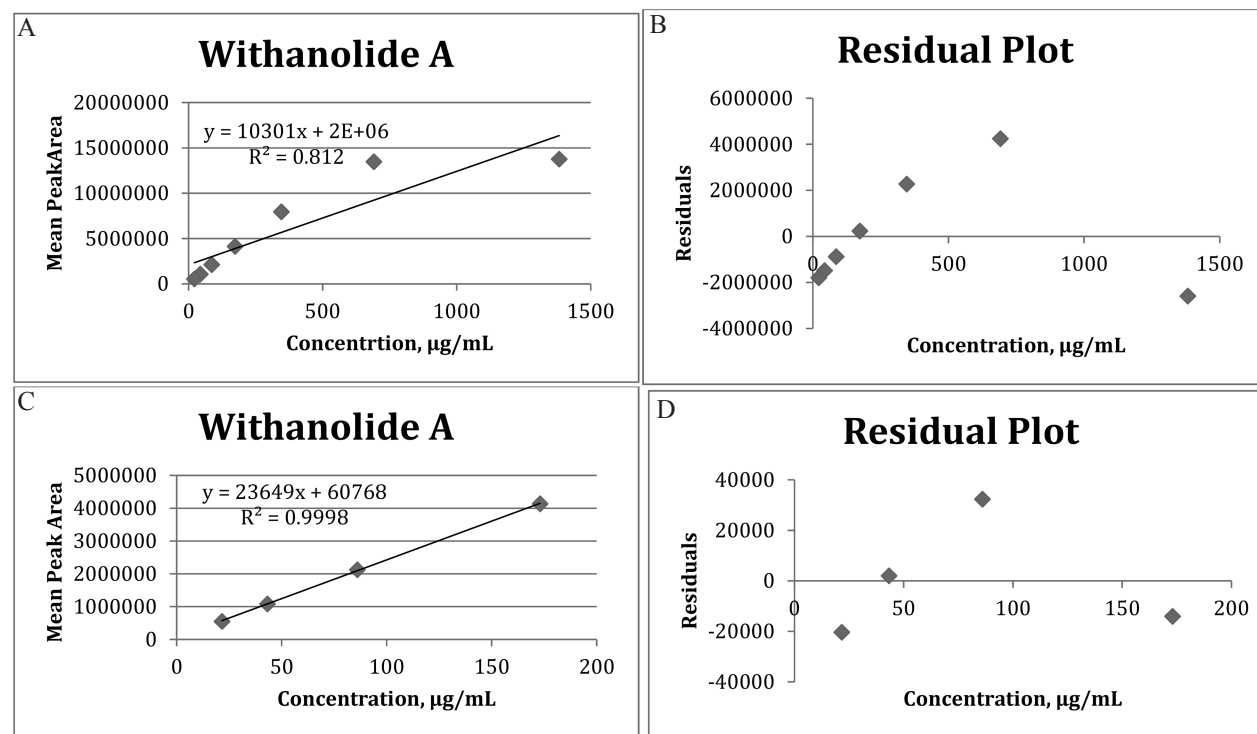 A
Withanolide A
20000000
15000000
10000000
5000000
0
y = 10301x + 2E+06
R² = 0.812
Mean PeakArea
0 500 1000 1500
Concentrtion, µg/mL
B
Residual Plot
6000000
4000000
2000000
0
-2000000
-4000000
Residuals
0 500 1000 1500
Concentration, µg/mL
C
Withanolide A
5000000
4000000
3000000
2000000
1000000
0
y = 23649x + 60768
R² = 0.9998
Mean Peak Area
0 50 100 150 200
Concentration, µg/mL
D
Residual Plot
40000
20000
0
-20000
-40000
Residuals
0 50 100 150 200
Concentration, µg/mL